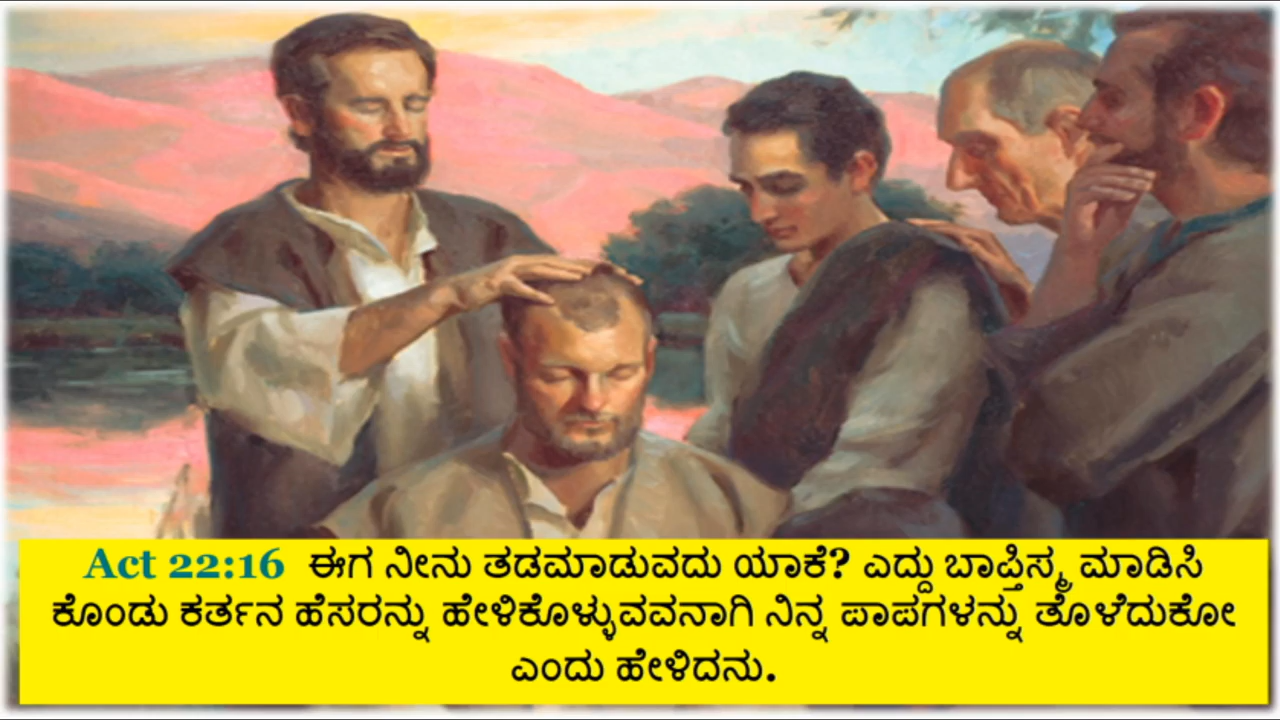 Act 22:16 ಈಗ ನೀನು ತಡಮಾಡುವದು ಯಾಕೆ? ಎದ್ದು ಬಾಪ್ತಿಸ್ಮ ಮಾಡಿಸಿ
ಕೊಂಡು ಕರ್ತನ ಹೆಸರನ್ನು ಹೇಳಿಕೊಳ್ಳುವವನಾಗಿ ನಿನ್ನ ಪಾಪಗಳನ್ನು ತೊಳೆದುಕೋ
ಎಂದು ಹೇಳಿದನು.